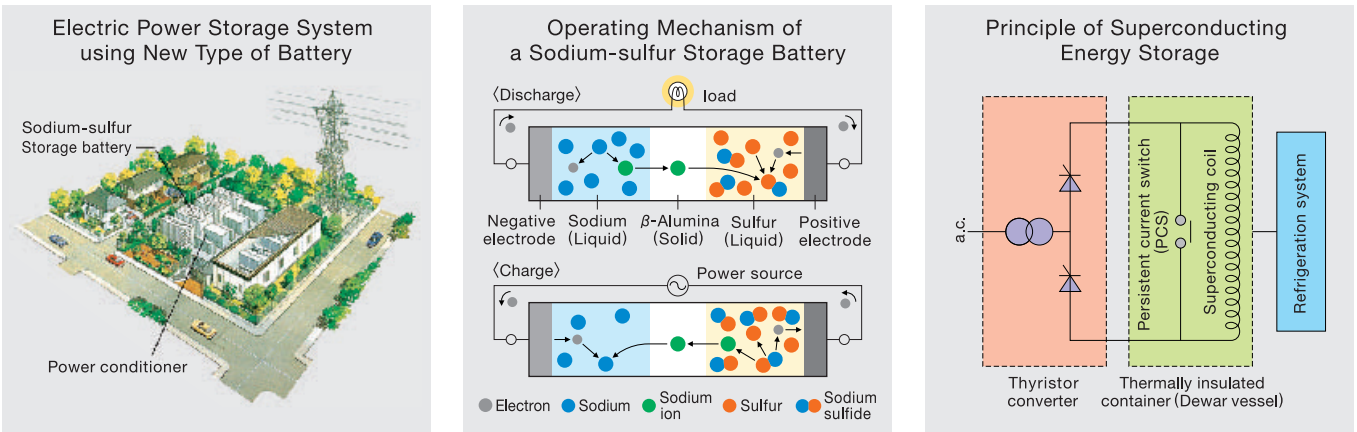 Electric Power Storage System
using New Type of Battery
Sodium-sulfur
Storage battery
Power conditioner
Operating Mechanism of
a Sodium-sulfur Storage Battery
〈Discharge〉
load
Negative
electrode
Sodium
(Liquid)
β-Alumina
(Solid)
Sulfur
(Liquid)
Positive
electrode
〈Charge〉
Power source
Electron
Sodium
Sodium
ion
Sulfur
Sodium
sulfide
Principle of Superconducting
Energy Storage
a.c.
Persistent current switch
(PCS)
Superconducting coil
Refrigeration system
Thyristor
converter
Thermally insulated
container (Dewar vessel)